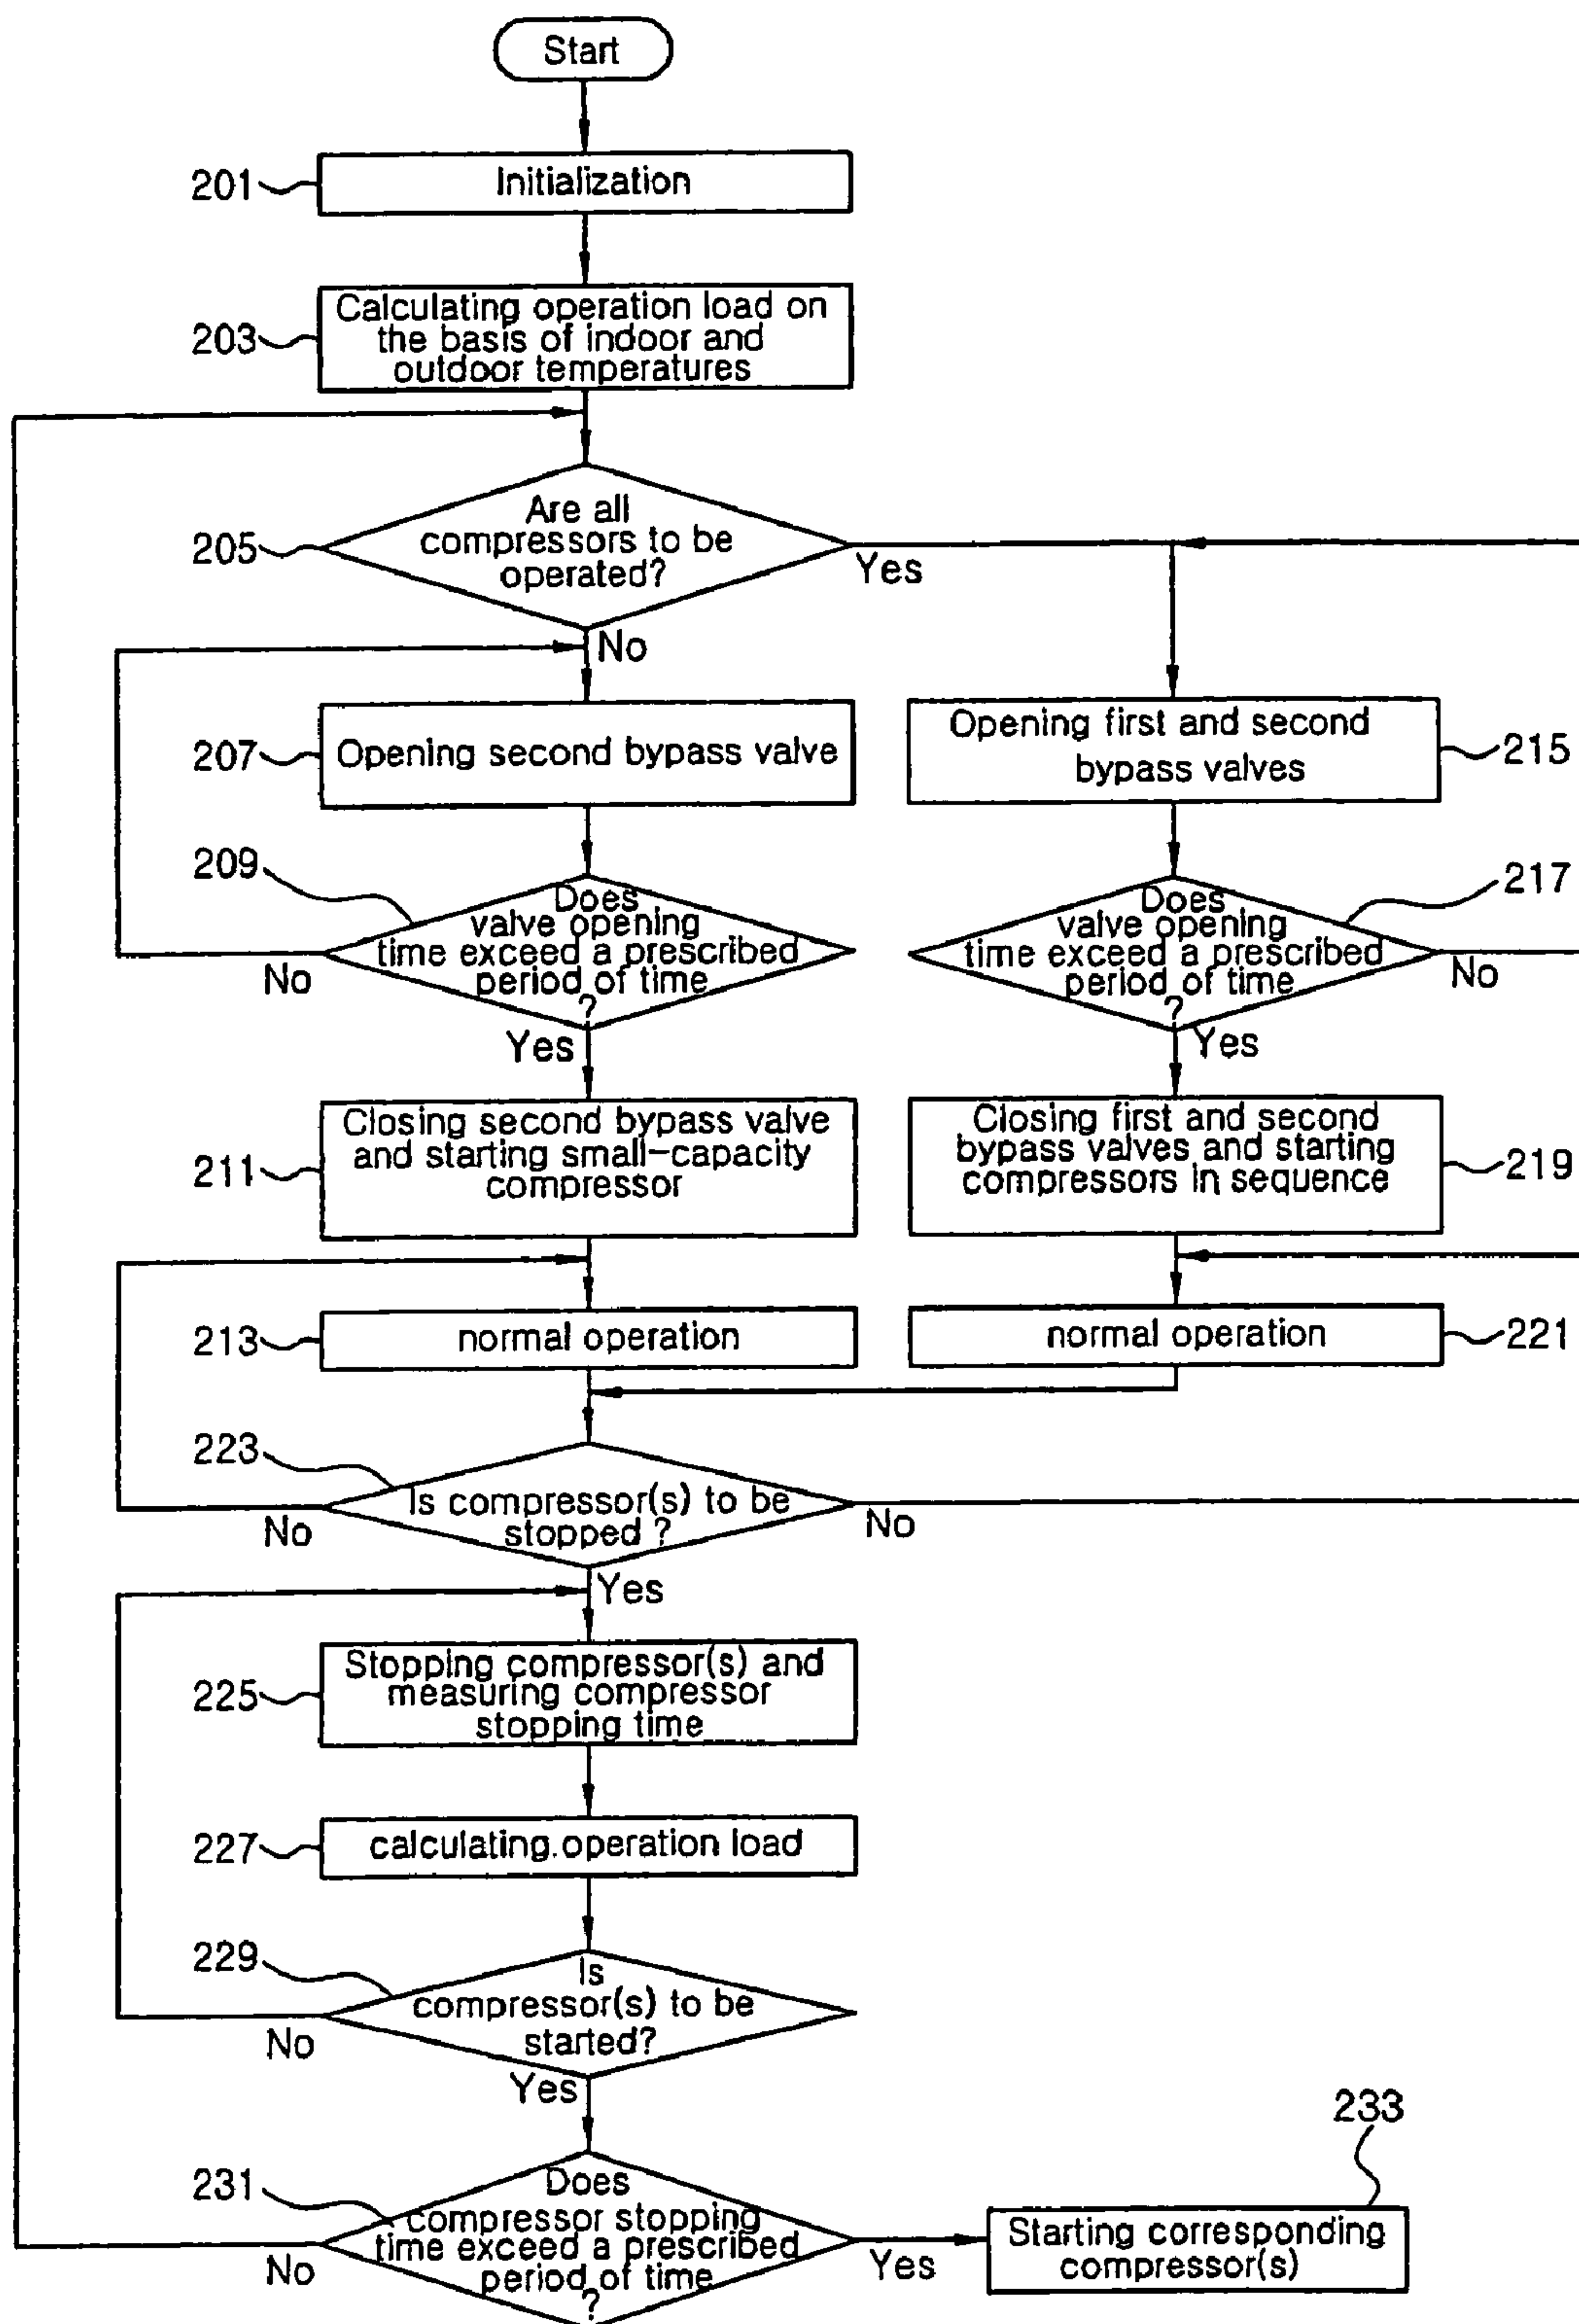 Start
201
Initialization
203
Calculating operation load on
the basis of indoor and
outdoor temperatures
205
Are all
compressors to be
operated?
Yes
No
207
Opening second bypass valve
Opening first and second
bypass valves
215
209
Does
valve opening
time exceed a prescribed
period of time
?
No
Yes
217
Does
valve opening
time exceed a prescribed
period of time
?
No
Yes
211
Closing second bypass valve
and starting small-capacity
compressor
Closing first and second
bypass valves and starting
compressors in sequence
219
213
normal operation
normal operation
221
223
Is compressor(s) to be
stopped ?
No
No
Yes
225
Stopping compressor(s) and
measuring compressor
stopping time
227
calculating.operation load
229
Is
compressor(s) to be
started?
No
Yes
231
Does
compressor stopping
time exceed a prescribed
period of time
?
No
Yes
233
Starting corresponding
compressor(s)